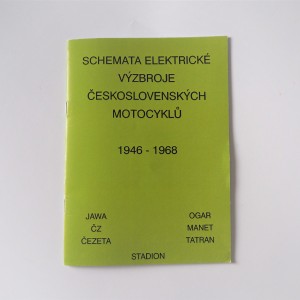 SCHEMATA ELEKTRICKÉ
VÝZBROJE
ČESKOSLOVENSKÝCH
MOTOCYKLŮ
1946 - 1968
JAWA OGAR
ČZ MANET
ČEZETA TATRAN
STADION